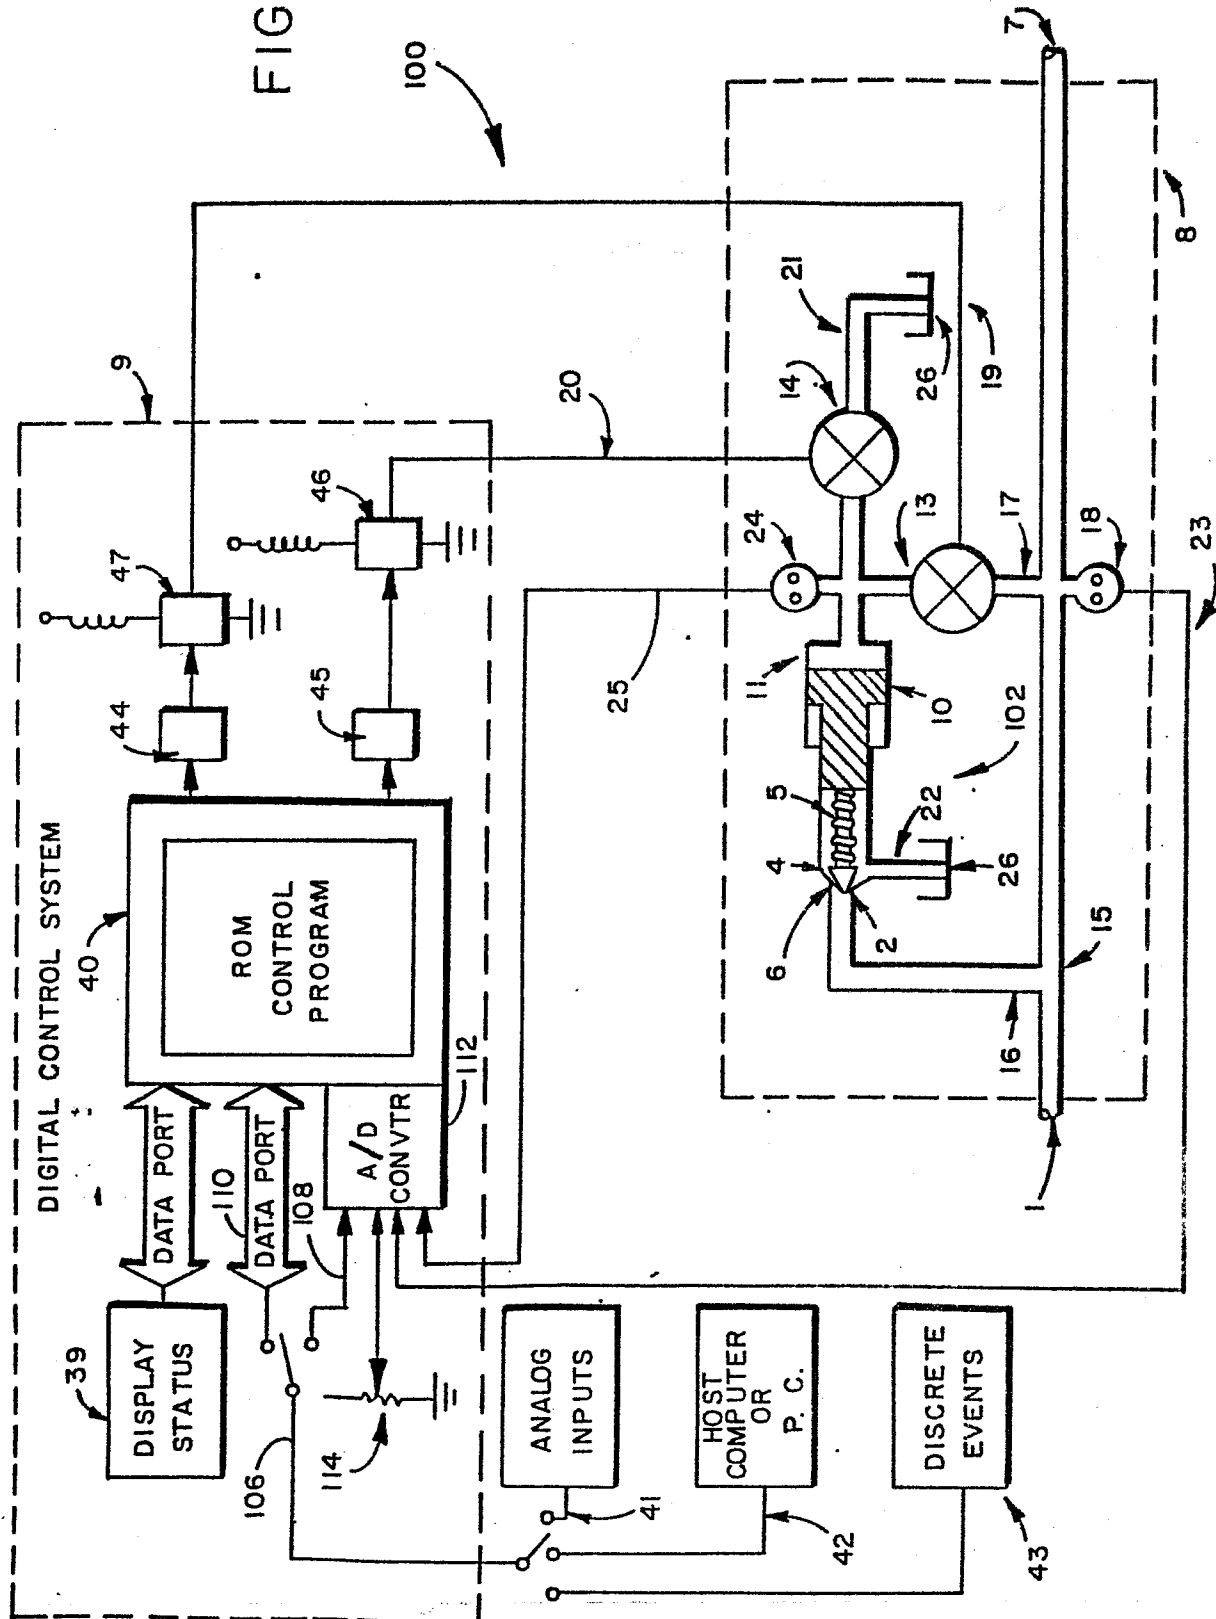 FIG
100
DIGITAL CONTROL SYSTEM
9
39
DISPLAY
STATUS
DATA PORT
110
DATA PORT
108
106
114
A/D
CONVTR
112
40
ROM
CONTROL
PROGRAM
44
45
47
46
20
25
41
ANALOG
INPUTS
42
HOST
COMPUTER
OR
P. C.
43
DISCRETE
EVENTS
1
16
15
6
2
4
5
22
26
102
10
11
24
13
17
18
23
14
21
26
19
7
8